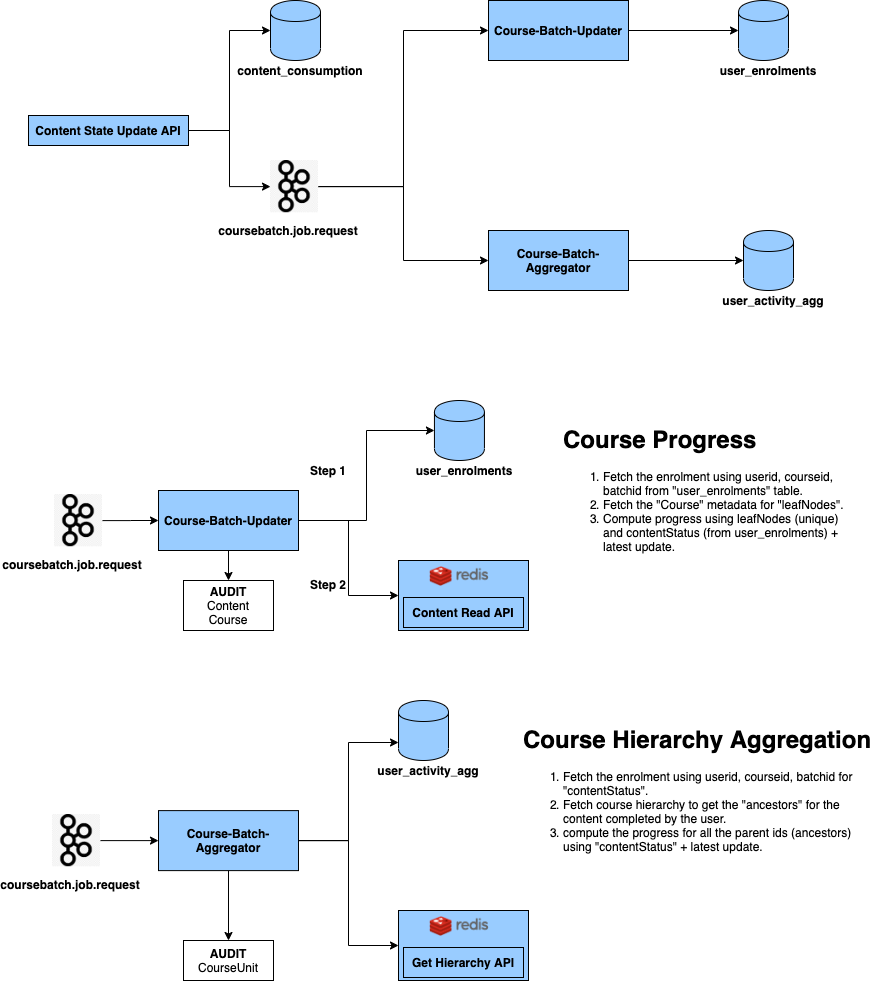 content_consumption
Course-Batch-Updater
user_enrolments
Content State Update API
coursebatch.job.request
Course-Batch-
Aggregator
user_activity_agg
Course Progress
1. Fetch the enrolment using userid, courseid,
batchid from "user_enrolments" table.
2. Fetch the "Course" metadata for "leafNodes".
3. Compute progress using leafNodes (unique)
and contentStatus (from user_enrolments) +
latest update.
user_enrolments
Step 1
Course-Batch-Updater
coursebatch.job.request
Step 2
AUDIT
Content
Course
redis
Content Read API
Course Hierarchy Aggregation
1. Fetch the enrolment using userid, courseid, batchid for
"contentStatus".
2. Fetch course hierarchy to get the "ancestors" for the
content completed by the user.
3. compute the progress for all the parent ids (ancestors)
using "contentStatus" + latest update.
user_activity_agg
Course-Batch-
Aggregator
coursebatch.job.request
AUDIT
CourseUnit
redis
Get Hierarchy API